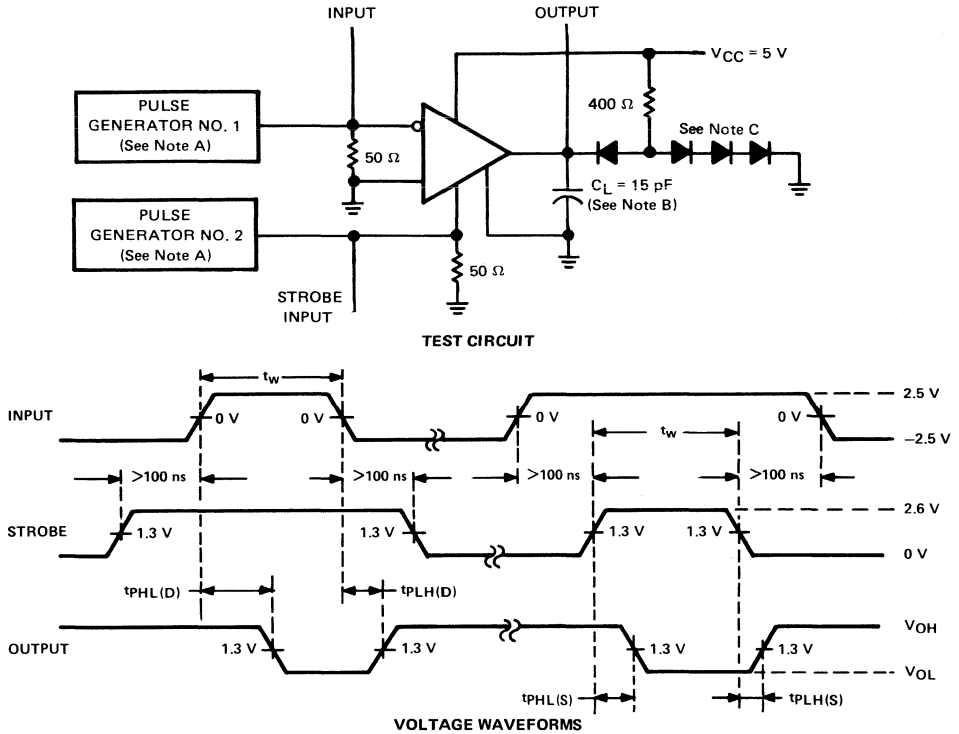 INPUT
OUTPUT
VCC = 5 V
PULSE
GENERATOR NO. 1
(See Note A)
400 Ω
See Note C
50 Ω
CL = 15 pF
(See Note B)
PULSE
GENERATOR NO. 2
(See Note A)
50 Ω
STROBE
INPUT
TEST CIRCUIT
tw
2.5 V
INPUT
0 V
0 V
0 V
0 V
tw
−2.5 V
>100 ns
>100 ns
>100 ns
>100 ns
2.6 V
STROBE
1.3 V
1.3 V
1.3 V
1.3 V
0 V
tPHL(D)
tPLH(D)
VOH
OUTPUT
1.3 V
1.3 V
1.3 V
1.3 V
VOL
tPHL(S)
tPLH(S)
VOLTAGE WAVEFORMS